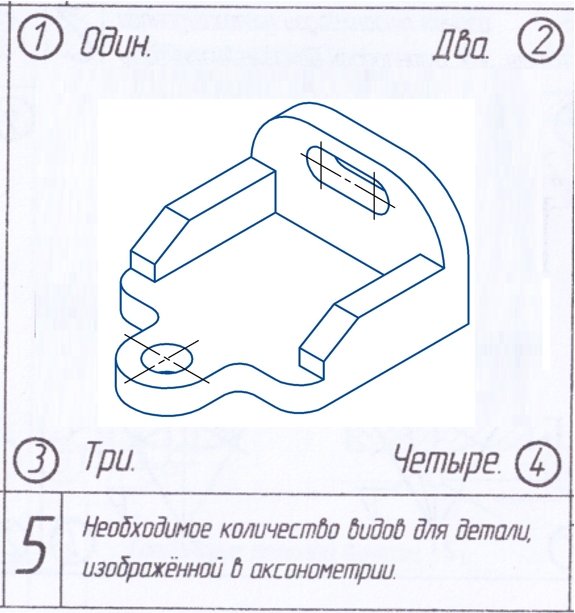 1 Один. Два. 2
3 Три. Четыре. 4
5 Необходимое количество видов для детали,
изображённой в аксонометрии.